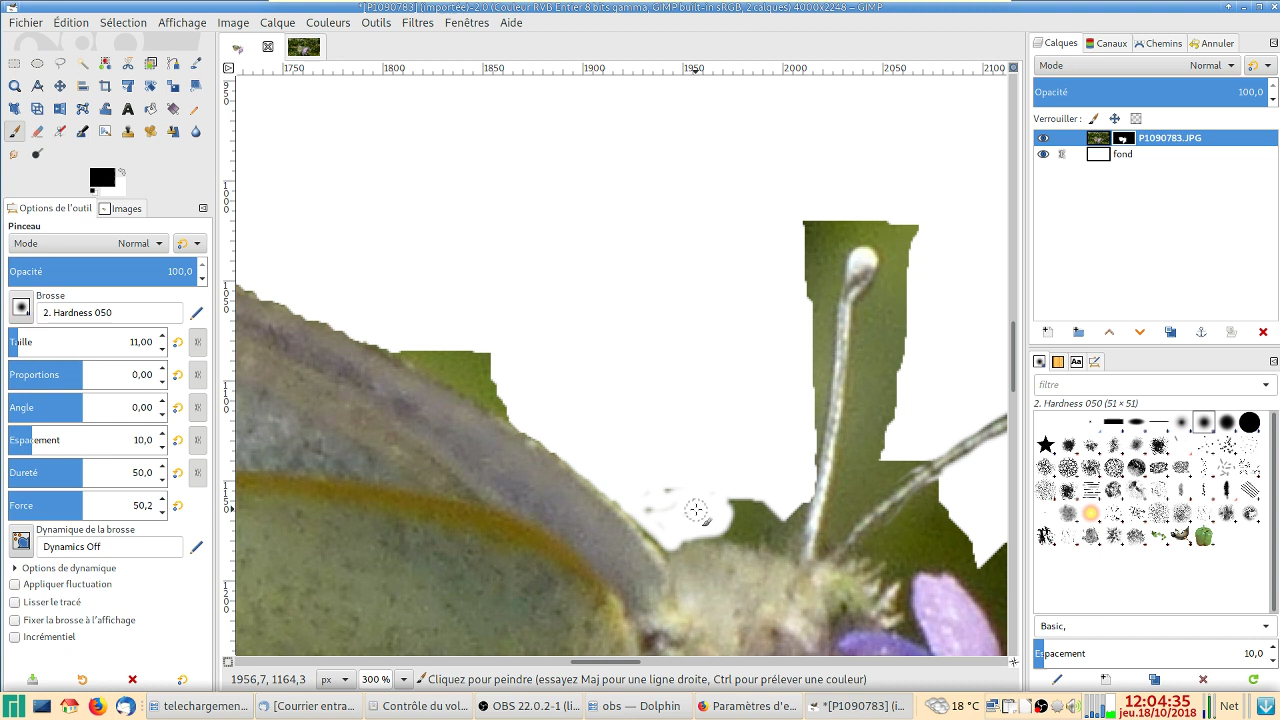 *[P1090783] (importée)-2.0 (Couleur RVB Entier 8 bits gamma, GIMP built-in sRGB, 2 calques) 4000x2248 – GIMP
Fichier Édition Sélection Affichage Image Calque Couleurs Outils Filtres Fenêtres Aide
Options de l'outil Images
Pinceau
Mode Normal
Opacité 100,0
Brosse
2. Hardness 050
Taille 11,00
Proportions 0,00
Angle 0,00
Espacement 10,0
Dureté 50,0
Force 50,2
Dynamique de la brosse
Dynamics Off
Options de dynamique
Appliquer fluctuation
Lisser le tracé
Fixer la brosse à l'affichage
Incrémentiel
1750 1800 1850 1900 1950 2000 2050 2100
950
1000
1050
1100
1150
1200
1956,7, 1164,3 px 300 % Cliquez pour peindre (essayez Maj pour une ligne droite, Ctrl pour prélever une couleur)
Calques Canaux Chemins Annuler
Mode Normal
Opacité 100,0
Verrouiller :
P1090783.JPG
fond
filtre
2. Hardness 050 (51 × 51)
Basic,
Espacement 10,0
telechargemen... [Courrier entra... Contrôle du vol... OBS 22.0.2-1 (li... obs — Dolphin Paramètres d'e... *[P1090783] (i... 18 °C 12:04:35 Net
jeu.18/10/2018